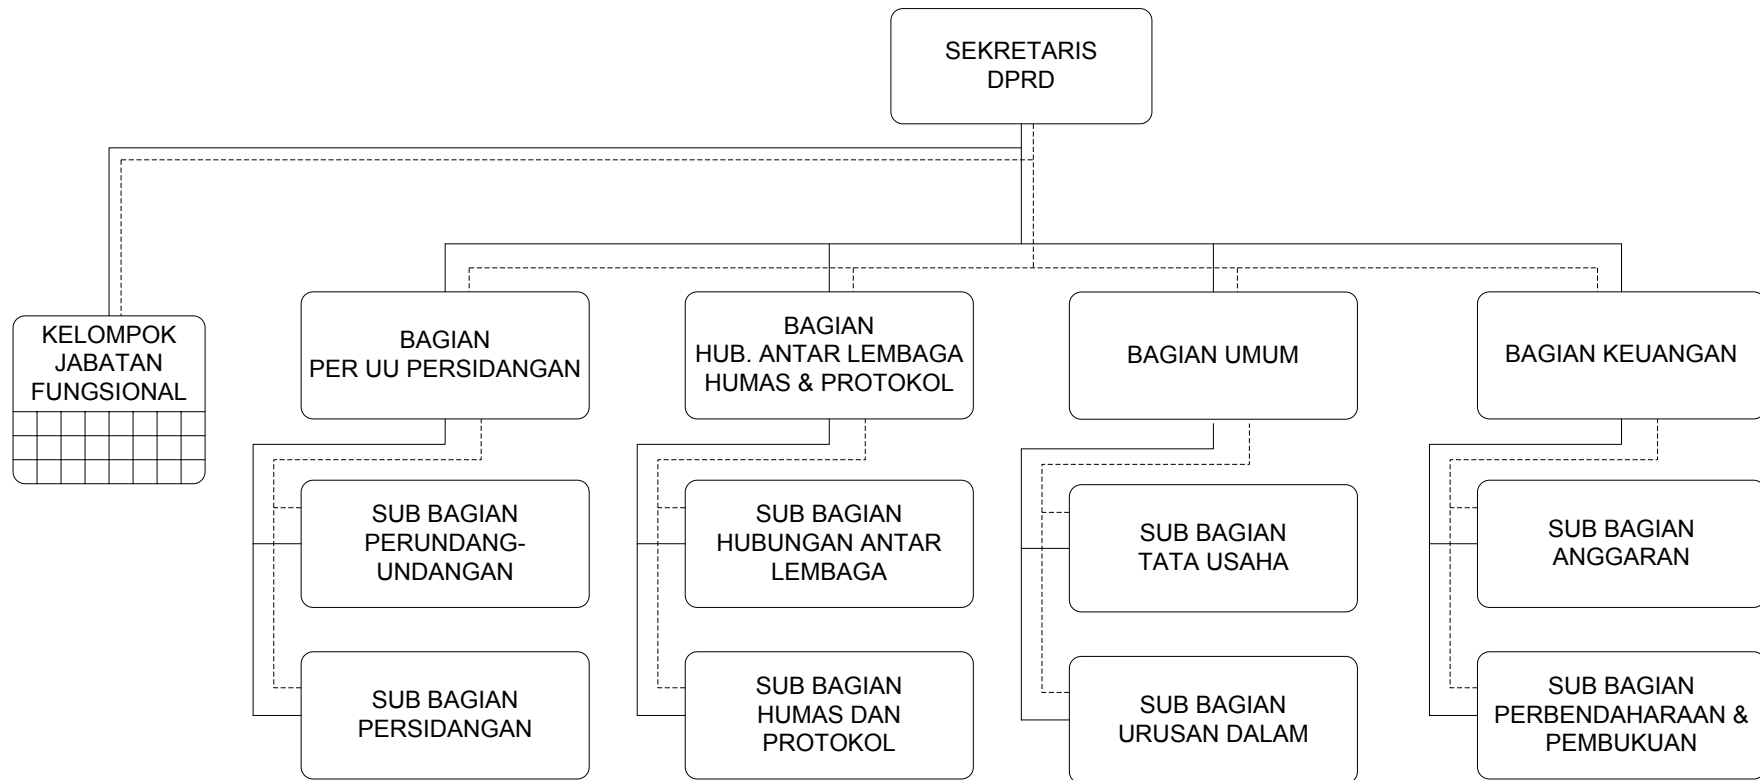 SEKRETARIS
DPRD
KELOMPOK
JABATAN
FUNGSIONAL
BAGIAN
PER UU PERSIDANGAN
BAGIAN
HUB. ANTAR LEMBAGA
HUMAS & PROTOKOL
BAGIAN UMUM
BAGIAN KEUANGAN
SUB BAGIAN
PERUNDANG-
UNDANGAN
SUB BAGIAN
HUBUNGAN ANTAR
LEMBAGA
SUB BAGIAN
TATA USAHA
SUB BAGIAN
ANGGARAN
SUB BAGIAN
PERSIDANGAN
SUB BAGIAN
HUMAS DAN
PROTOKOL
SUB BAGIAN
URUSAN DALAM
SUB BAGIAN
PERBENDAHARAAN &
PEMBUKUAN